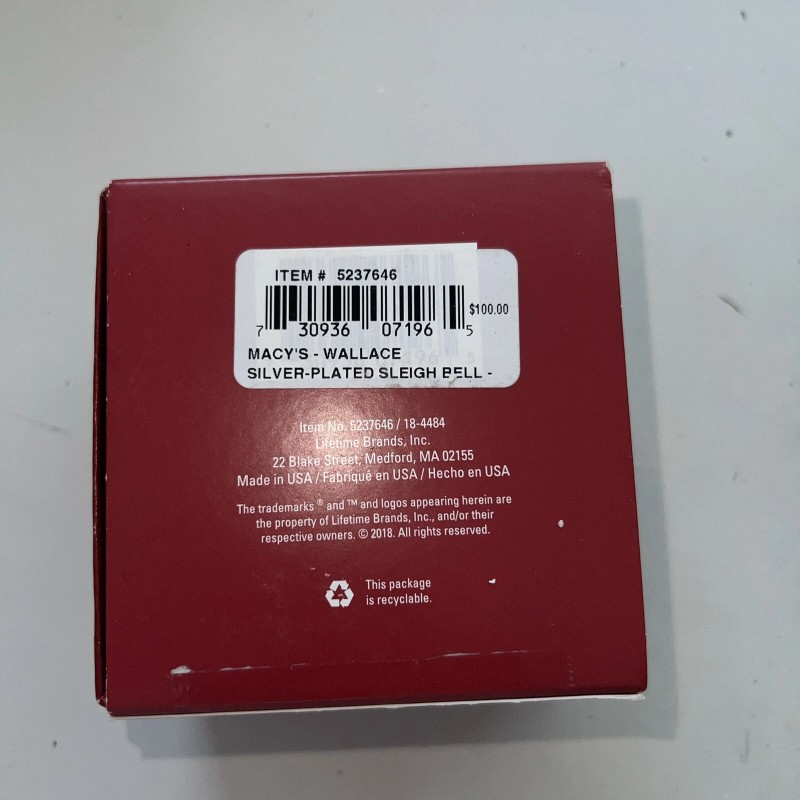 ITEM # 5237646
$100.00
7 30936 07196 5
MACY'S - WALLACE
SILVER-PLATED SLEIGH BELL -
Item No. 5237646 / 18-4484
Lifetime Brands, Inc.
22 Blake Street, Medford, MA 02155
Made in USA / Fabriqué en USA / Hecho en USA
The trademarks ® and ™ and logos appearing herein are
the property of Lifetime Brands, Inc., and/or their
respective owners. © 2018. All rights reserved.
This package
is recyclable.